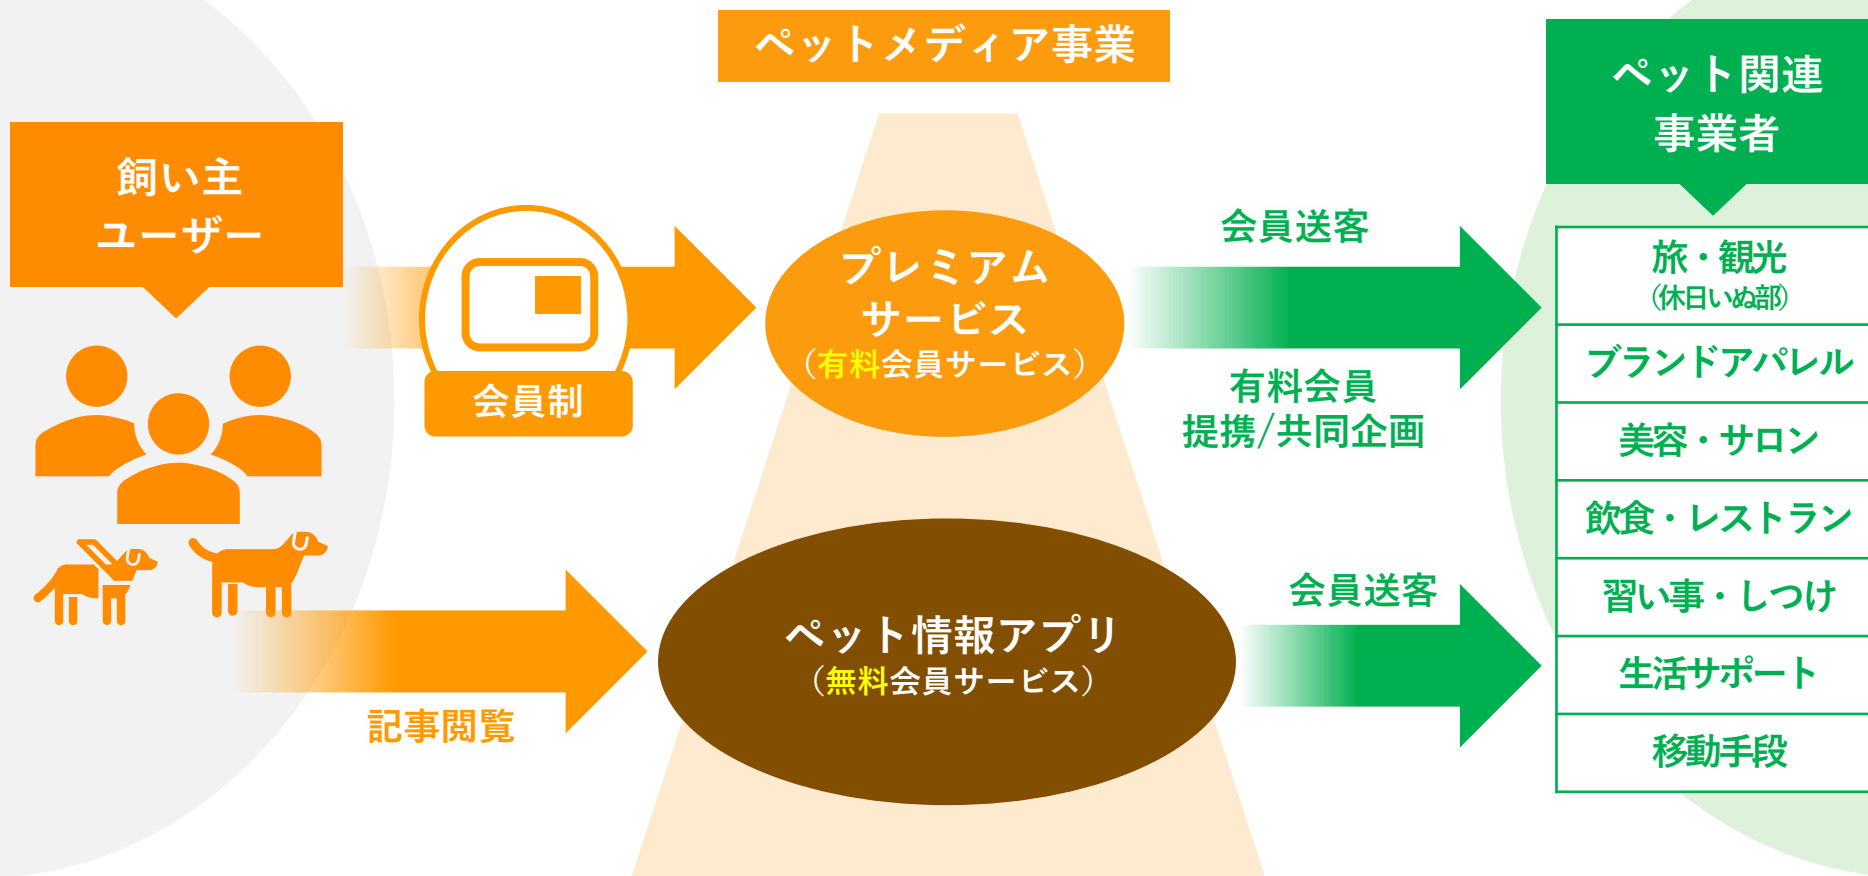 ペットメディア事業
飼い主
ユーザー
会員制
記事閲覧
プレミアム
サービス
（有料会員サービス）
ペット情報アプリ
（無料会員サービス）
会員送客
有料会員
提携/共同企画
会員送客
ペット関連
事業者
旅・観光
（休日いぬ部）
ブランドアパレル
美容・サロン
飲食・レストラン
習い事・しつけ
生活サポート
移動手段